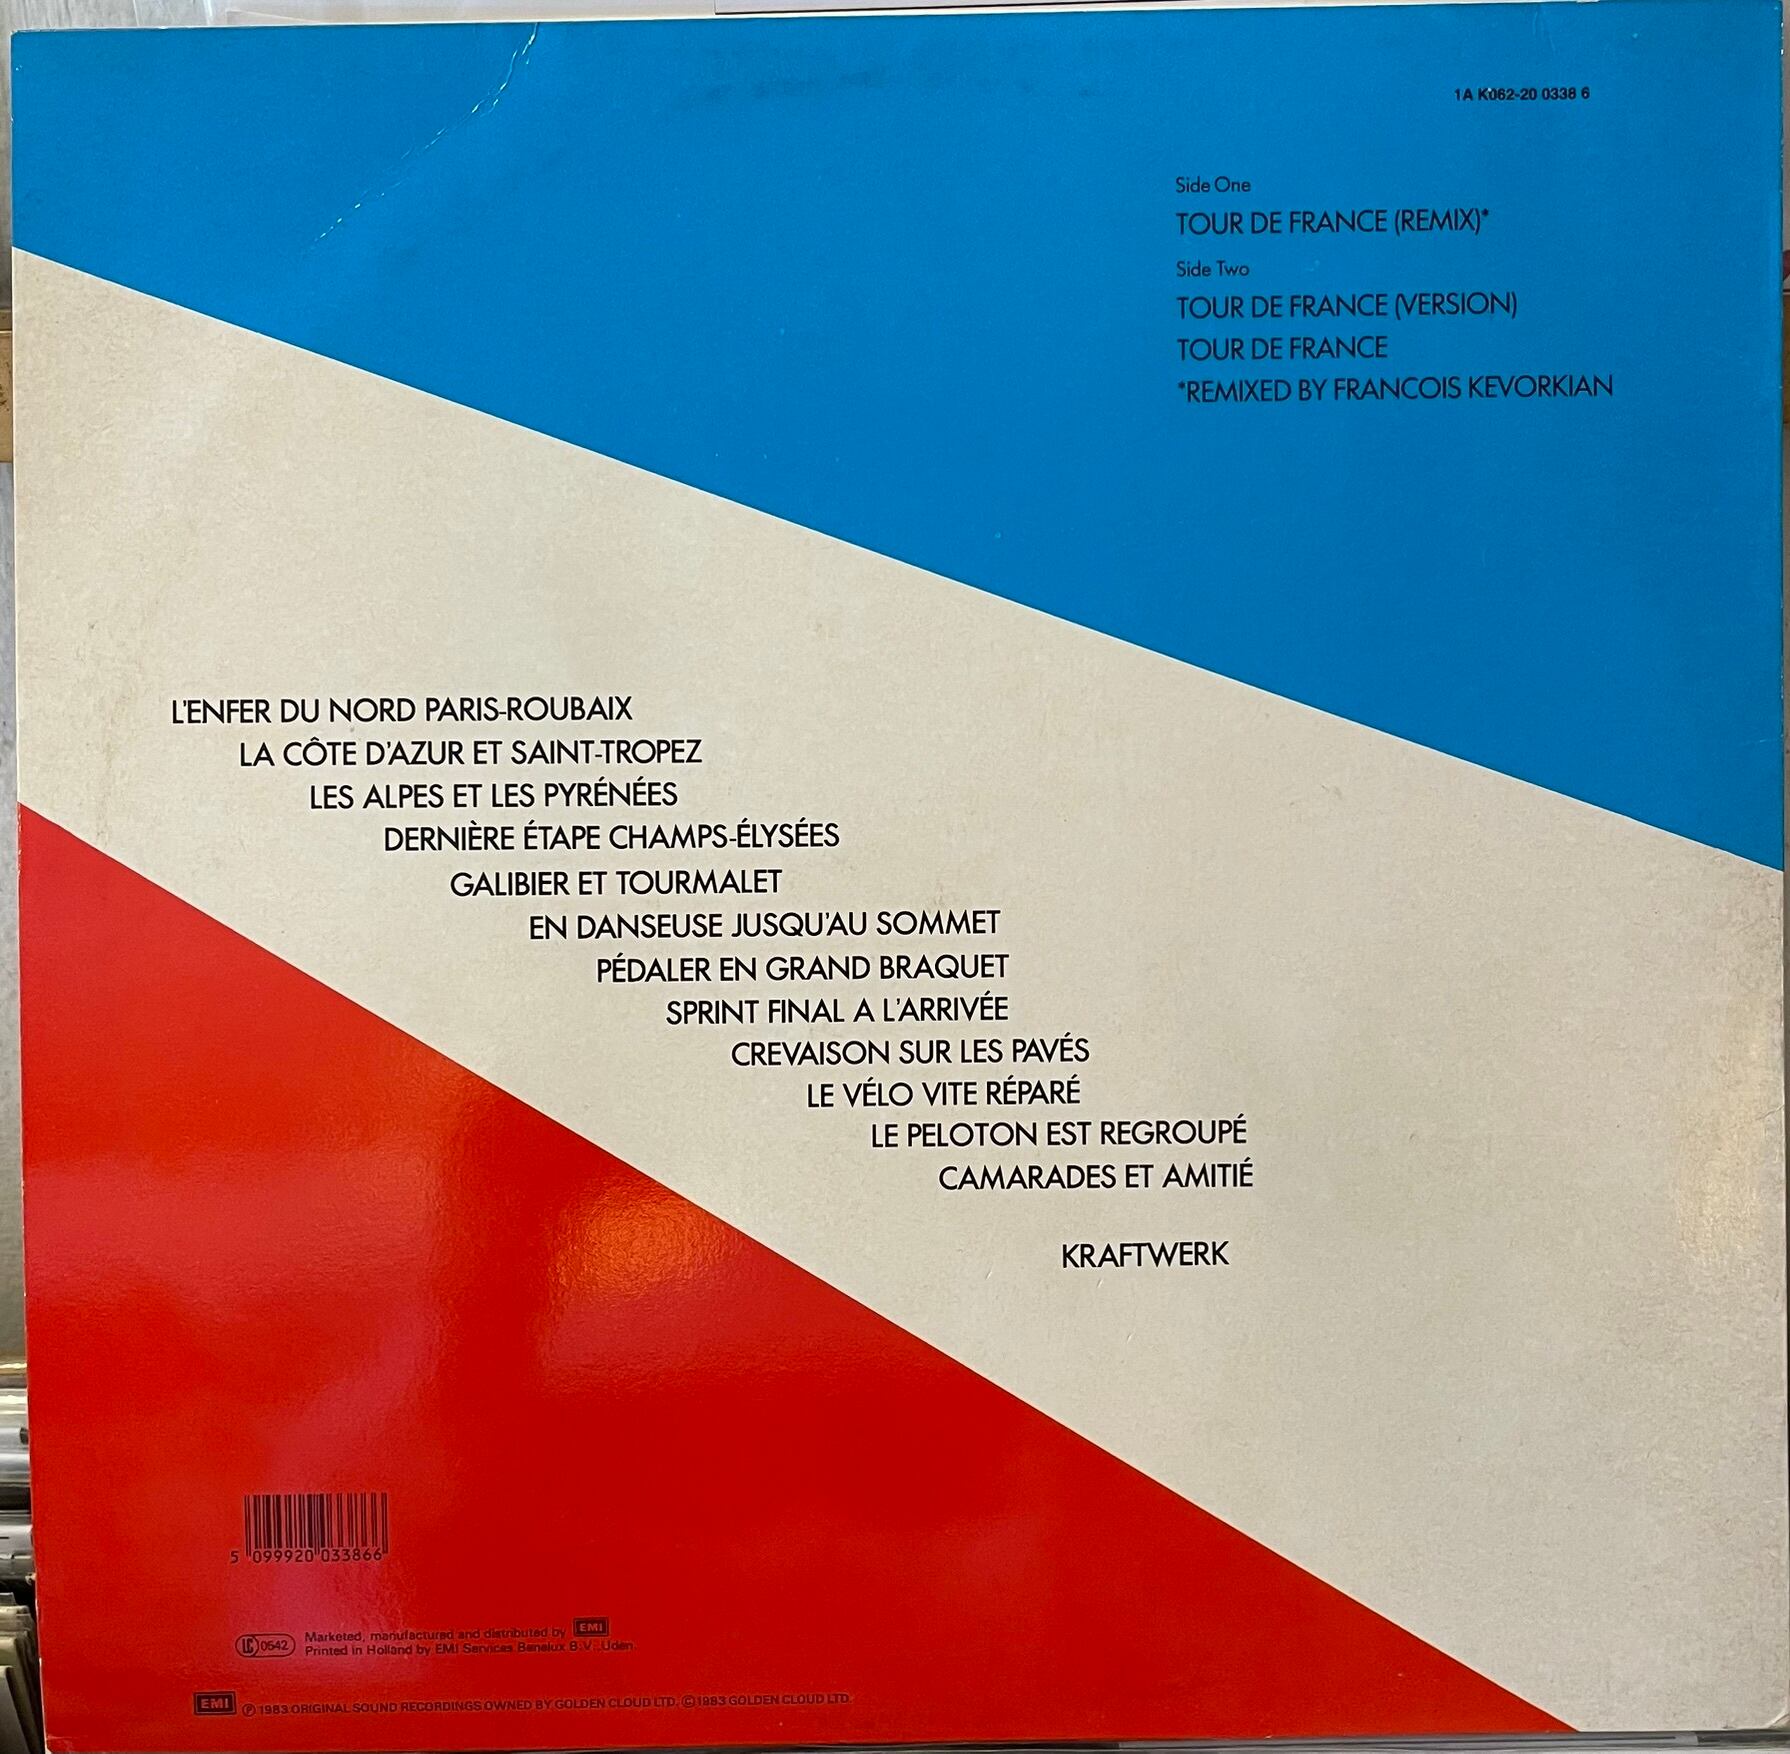 1A K062-20 0338 6
Side One
TOUR DE FRANCE (REMIX)*
Side Two
TOUR DE FRANCE (VERSION)
TOUR DE FRANCE
*REMIXED BY FRANCOIS KEVORKIAN
L'ENFER DU NORD PARIS-ROUBAIX
LA CÔTE D'AZUR ET SAINT-TROPEZ
LES ALPES ET LES PYRÉNÉES
DERNIÈRE ÉTAPE CHAMPS-ÉLYSÉES
GALIBIER ET TOURMALET
EN DANSEUSE JUSQU'AU SOMMET
PÉDALER EN GRAND BRAQUET
SPRINT FINAL A L'ARRIVÉE
CREVAISON SUR LES PAVÉS
LE VÉLO VITE RÉPARÉ
LE PELOTON EST REGROUPÉ
CAMARADES ET AMITIÉ
KRAFTWERK
5 099920 033866
LC 0542
Marketed, manufactured and distributed by EMI
Printed in Holland by EMI Services Benelux B.V., Uden.
EMI ℗ 1983 ORIGINAL SOUND RECORDINGS OWNED BY GOLDEN CLOUD LTD. © 1983 GOLDEN CLOUD LTD.